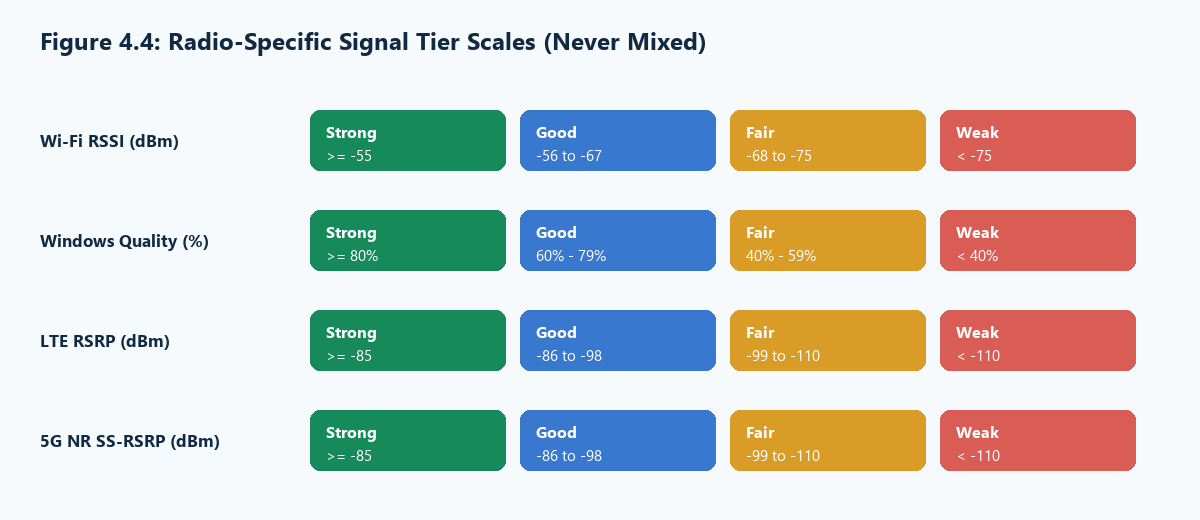 Figure 4.4: Radio-Specific Signal Tier Scales (Never Mixed)
Wi-Fi RSSI (dBm)
Strong
>= -55
Good
-56 to -67
Fair
-68 to -75
Weak
< -75
Windows Quality (%)
Strong
>= 80%
Good
60% - 79%
Fair
40% - 59%
Weak
< 40%
LTE RSRP (dBm)
Strong
>= -85
Good
-86 to -98
Fair
-99 to -110
Weak
< -110
5G NR SS-RSRP (dBm)
Strong
>= -85
Good
-86 to -98
Fair
-99 to -110
Weak
< -110